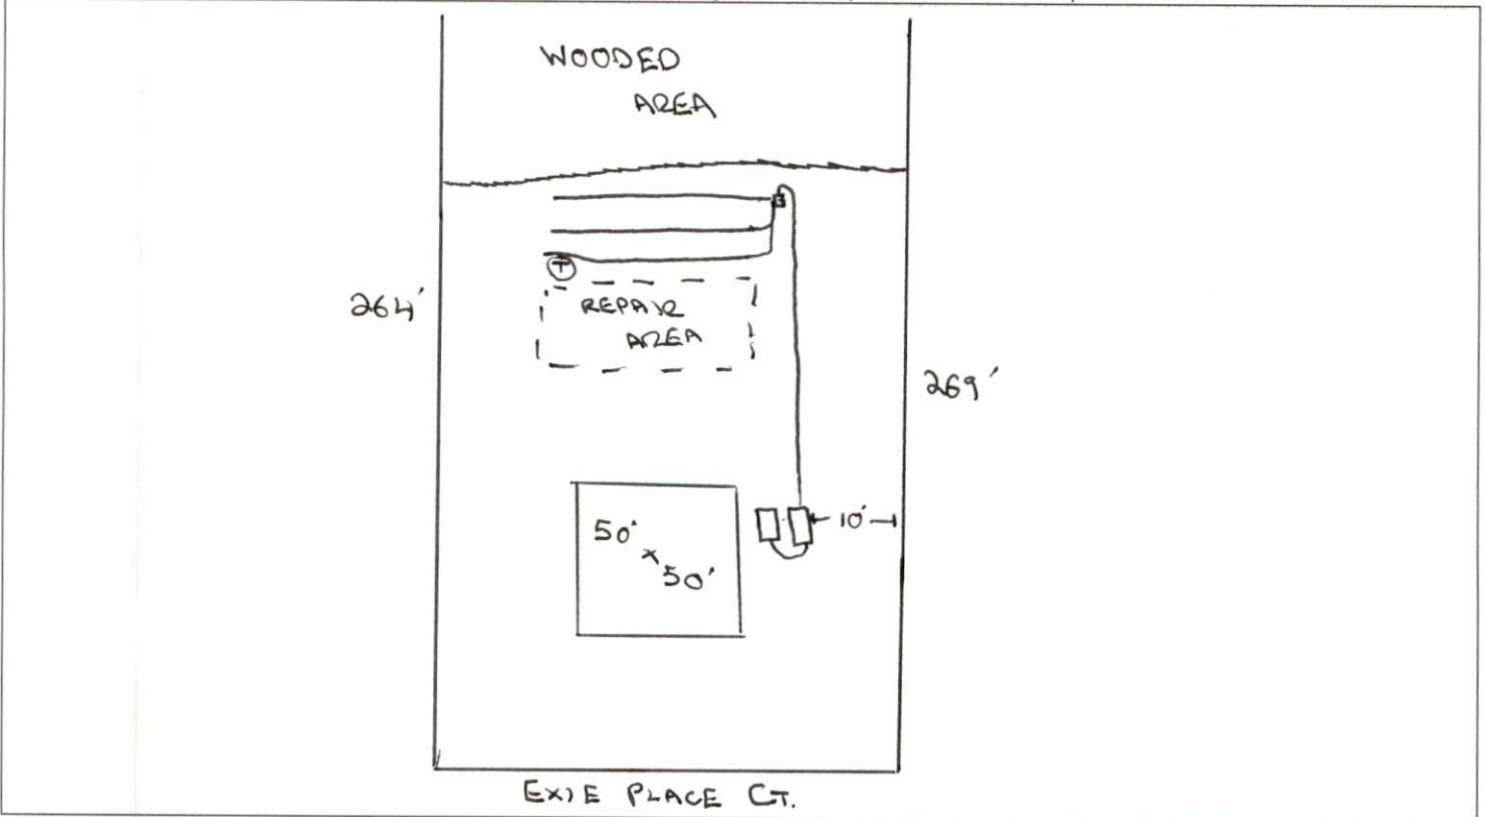 WOODED
AREA
T
REPAIR
AREA
264'
269'
50'
x
50'
10'
EXIE PLACE CT.